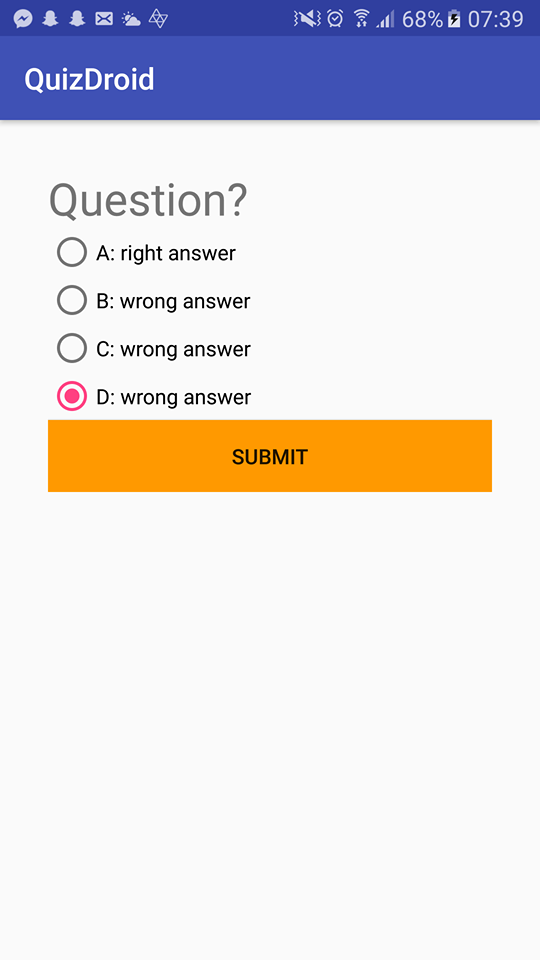 68% 07:39
QuizDroid
Question?
A: right answer
B: wrong answer
C: wrong answer
D: wrong answer
SUBMIT